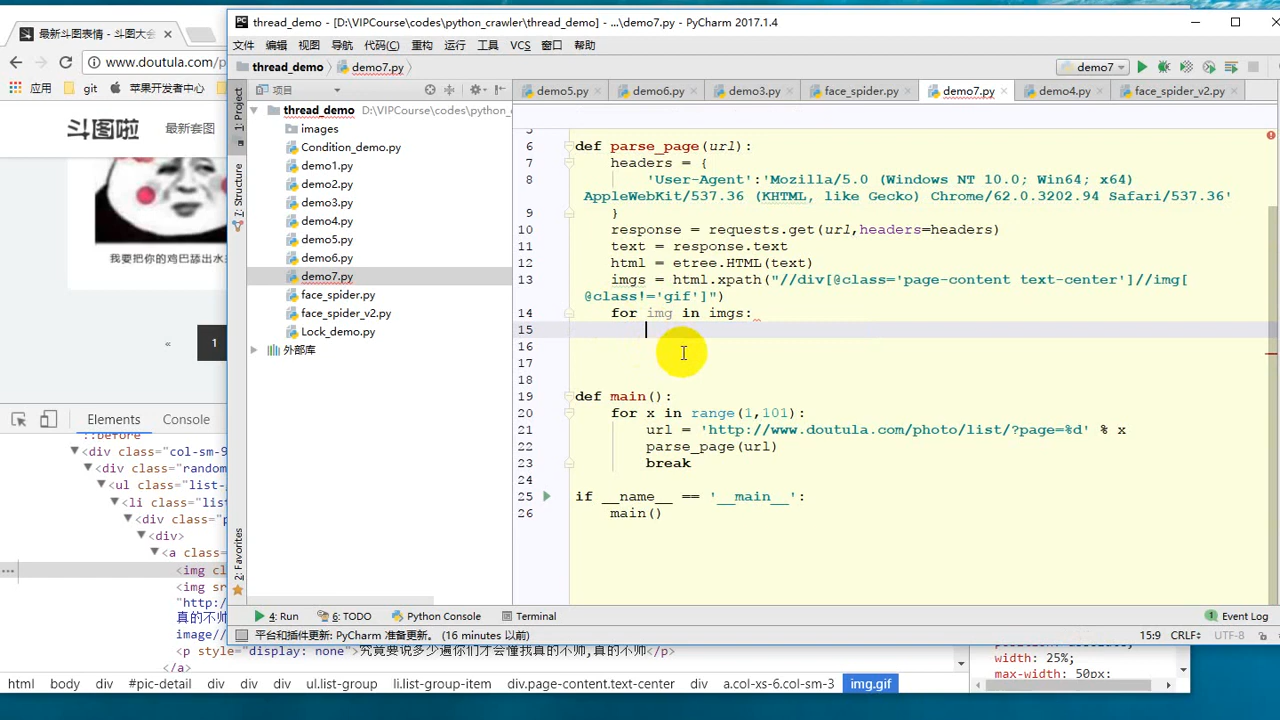 thread_demo - [D:\VIPCourse\codes\python_crawler\thread_demo] - ...\demo7.py - PyCharm 2017.1.4
最新斗图表情 - 斗图大会
文件 编辑 视图 导航 代码(C) 重构 运行 工具 VCS 窗口 帮助
www.doutula.com/p
thread_demo demo7.py demo7
应用 git 苹果开发者中心
项目 demo5.py demo6.py demo3.py face_spider.py demo7.py demo4.py face_spider_v2.py
1: Project
7: Structure
2: Favorites
thread_demo D:\VIPCourse\codes\python_c
images
Condition_demo.py
demo1.py
demo2.py
demo3.py
demo4.py
demo5.py
demo6.py
demo7.py
face_spider.py
face_spider_v2.py
Lock_demo.py
外部库
斗图啦 最新套图
我要把你的鸡巴舔出水
« 1
5
6 def parse_page(url):
7 headers = {
8 'User-Agent':'Mozilla/5.0 (Windows NT 10.0; Win64; x64)
AppleWebKit/537.36 (KHTML, like Gecko) Chrome/62.0.3202.94 Safari/537.36'
9 }
10 response = requests.get(url,headers=headers)
11 text = response.text
12 html = etree.HTML(text)
13 imgs = html.xpath("//div[@class='page-content text-center']//img[
@class!='gif']")
14 for img in imgs:
15
16
17
18
19 def main():
20 for x in range(1,101):
21 url = 'http://www.doutula.com/photo/list/?page=%d' % x
22 parse_page(url)
23 break
24
25 if __name__ == '__main__':
26 main()
4: Run 6: TODO Python Console Terminal 1 Event Log
平台和插件更新: PyCharm 准备更新。 (16 minutes 以前) 15:9 CRLF UTF-8
Elements Console
::before
<div class="col-sm-9
<div class="random
<ul class="list-g
<li class="list
<div class="p
<div>
<a class=
<img cl
<img sr
"http:/
真的不帅
image//
<p style="display: none">究竟要说多少遍你们才会懂找真的不帅,真的不帅</p>
</a>
width: 25%;
max-width: 50px;
html body div #pic-detail div div ul.list-group li.list-group-item div.page-content.text-center div a.col-xs-6.col-sm-3 img.gif